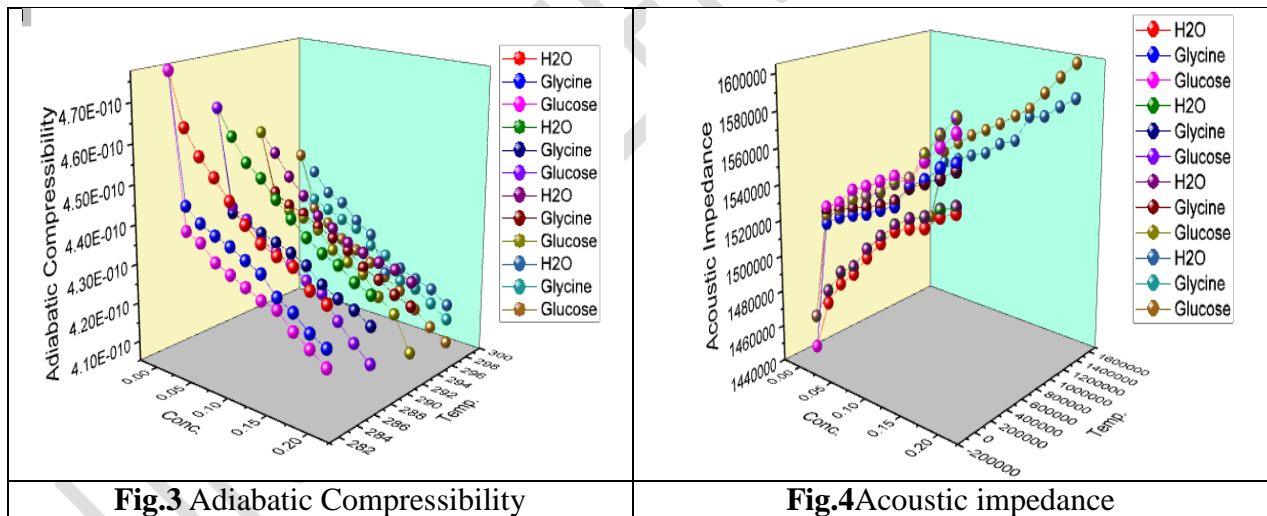 Adiabatic Compressibility
4.70E-010
4.60E-010
4.50E-010
4.40E-010
4.30E-010
4.20E-010
4.10E-010
0.00
0.05
0.10
0.15
0.20
Conc.
282
284
286
288
290
292
294
296
298
300
Temp.
H2O
Glycine
Glucose
H2O
Glycine
Glucose
H2O
Glycine
Glucose
H2O
Glycine
Glucose
Fig.3 Adiabatic Compressibility
Acoustic Impedance
1600000
1580000
1560000
1540000
1520000
1500000
1480000
1460000
1440000
0.00
0.05
0.10
0.15
0.20
Conc.
-200000
0
200000
400000
600000
800000
1000000
1200000
1400000
1600000
1800000
Temp.
H2O
Glycine
Glucose
H2O
Glycine
Glucose
H2O
Glycine
Glucose
H2O
Glycine
Glucose
Fig.4Acoustic impedance